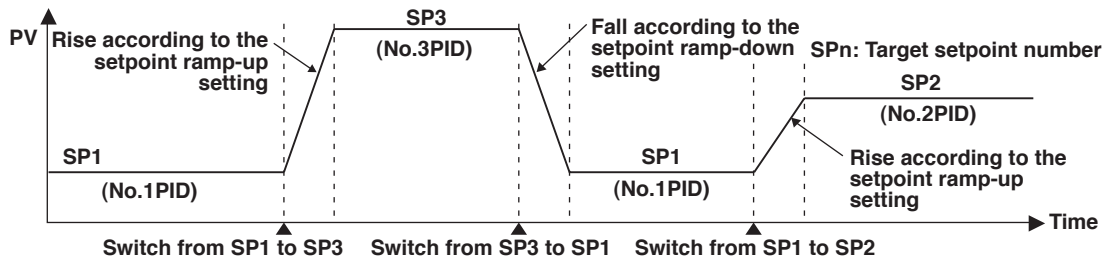 PV
Rise according to the
setpoint ramp-up
setting
SP3
(No.3PID)
Fall according to the
setpoint ramp-down
setting
SPn: Target setpoint number
SP2
(No.2PID)
SP1
(No.1PID)
SP1
(No.1PID)
Rise according to the
setpoint ramp-up
setting
Time
Switch from SP1 to SP3
Switch from SP3 to SP1
Switch from SP1 to SP2